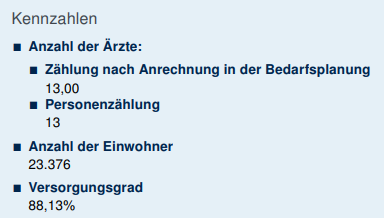 Kennzahlen
Anzahl der Ärzte:
Zählung nach Anrechnung in der Bedarfsplanung
13,00
Personenzählung
13
Anzahl der Einwohner
23.376
Versorgungsgrad
88,13%